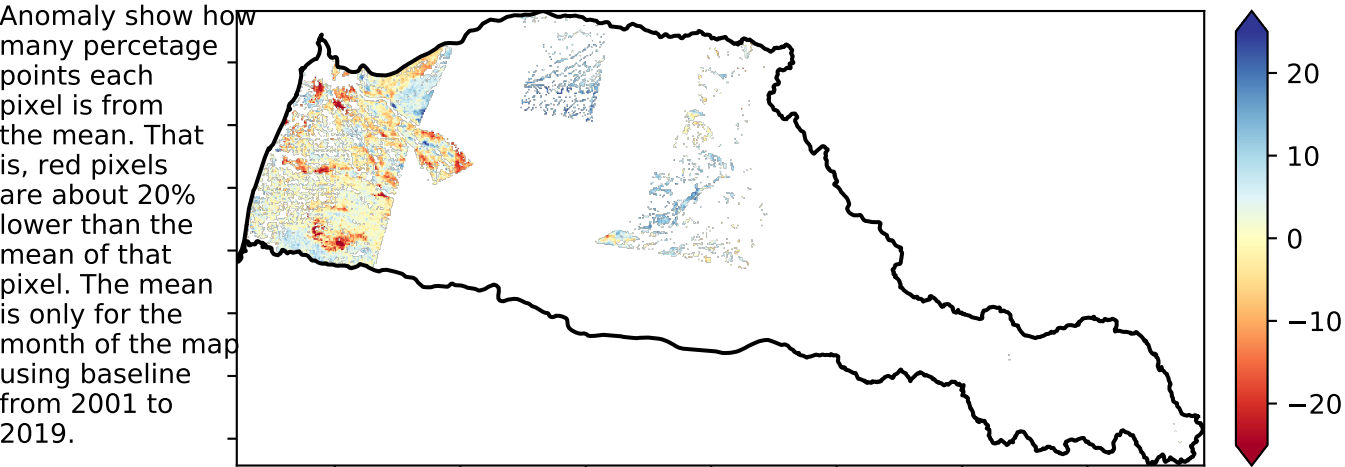 Anomaly show how
many percetage
points each
pixel is from
the mean. That
is, red pixels
are about 20%
lower than the
mean of that
pixel. The mean
is only for the
month of the map
using baseline
from 2001 to
2019.
20
10
0
−10
−20